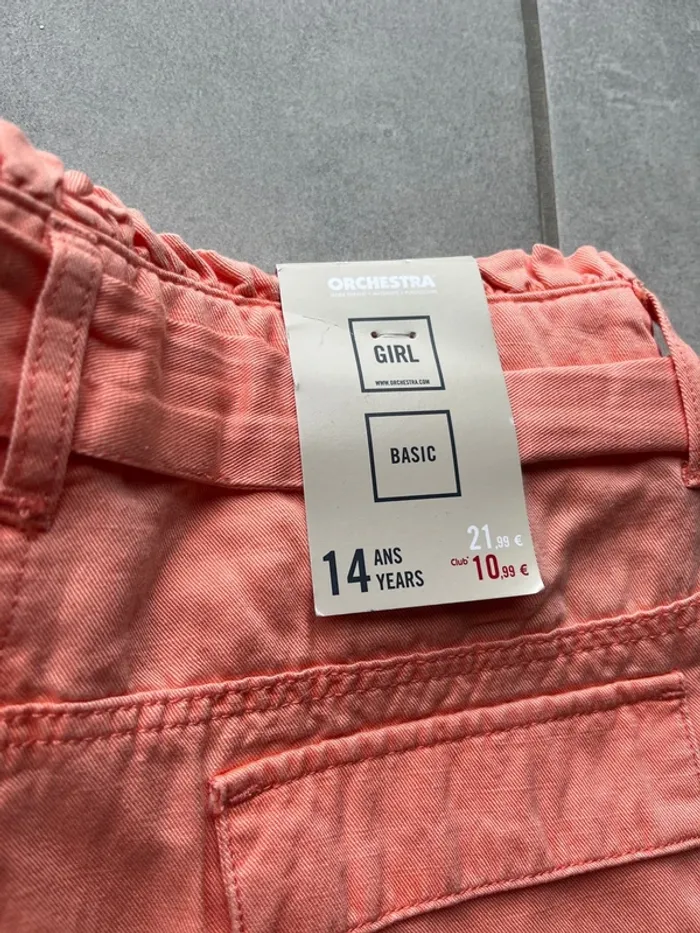 ORCHESTRA
GIRL
WWW.ORCHESTRA.COM
BASIC
14 ANS
YEARS
21,99 €
Club* 10,99 €